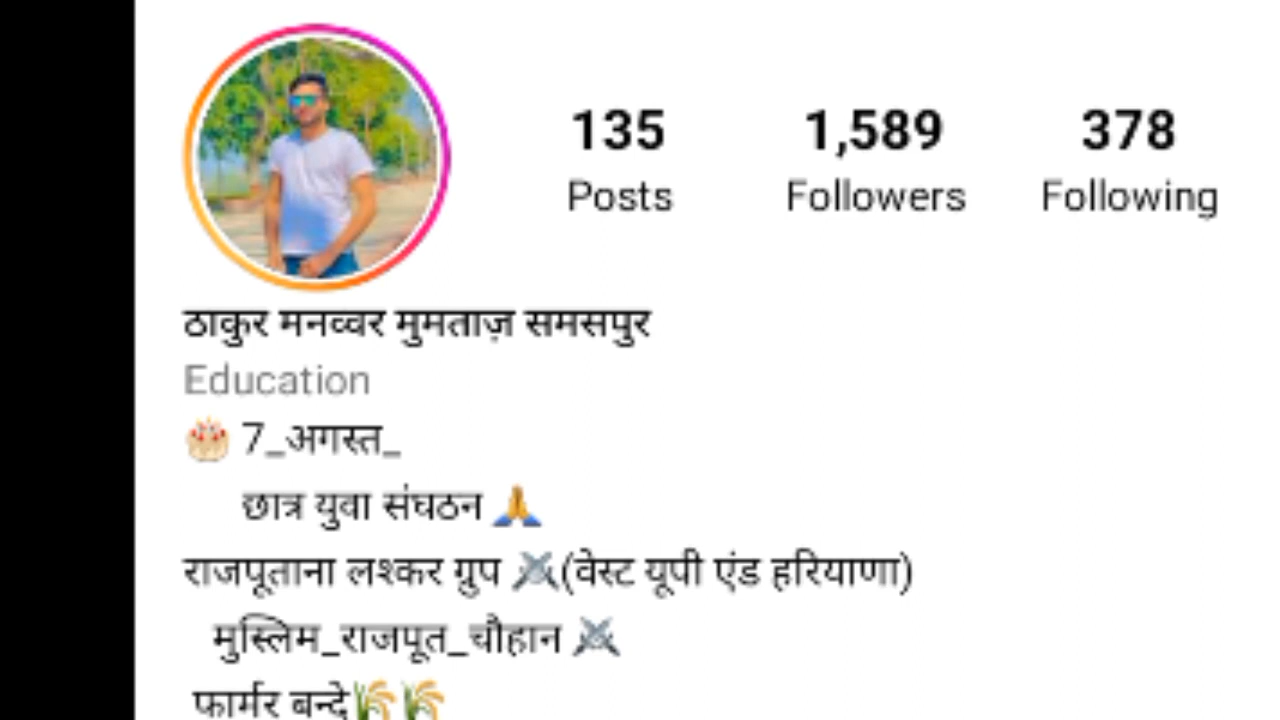 135 1,589 378
Posts Followers Following
ठाकुर मनव्वर मुमताज़ समसपुर
Education
🎂 7_अगस्त_
छात्र युवा संघठन 🙏
राजपूताना लश्कर ग्रुप ⚔️(वेस्ट यूपी एंड हरियाणा)
मुस्लिम_राजपूत_चौहान ⚔️
फार्मर बन्दे🌾🌾